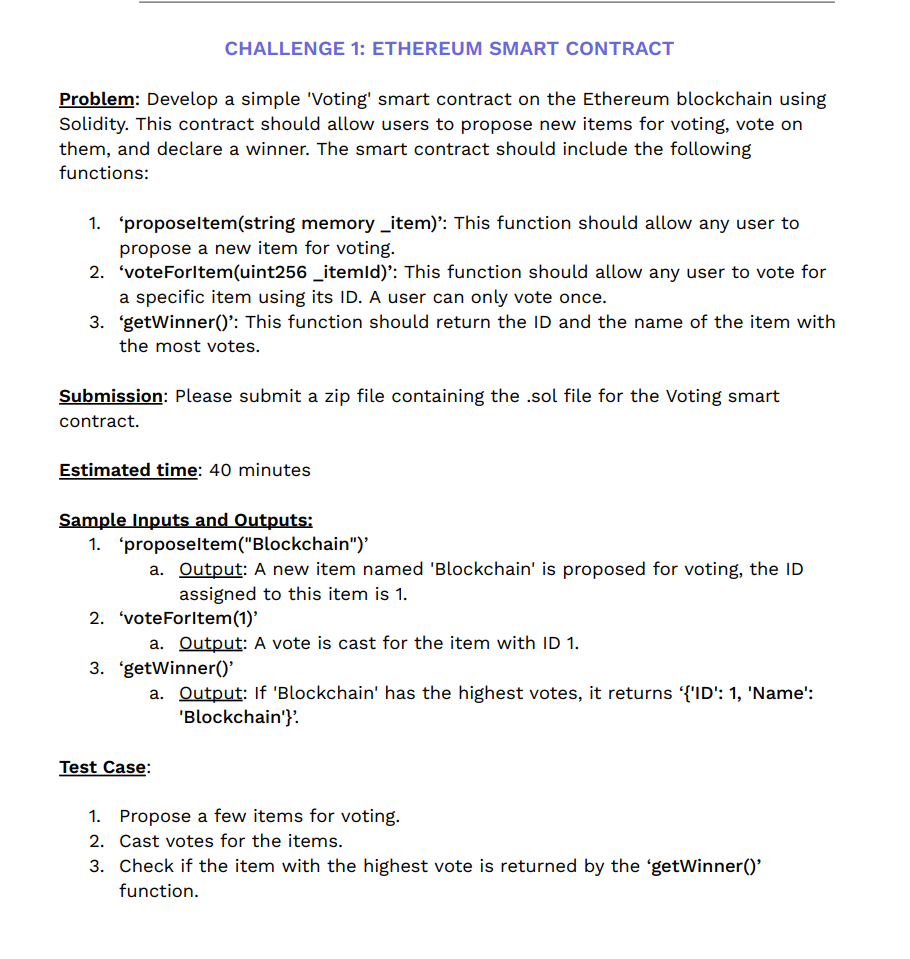 CHALLENGE 1: ETHEREUM SMART CONTRACT
Problem: Develop a simple 'Voting' smart contract on the Ethereum blockchain using
Solidity. This contract should allow users to propose new items for voting, vote on
them, and declare a winner. The smart contract should include the following
functions:
1. ‘proposeItem(string memory _item)’: This function should allow any user to
propose a new item for voting.
2. ‘voteForItem(uint256 _itemId)’: This function should allow any user to vote for
a specific item using its ID. A user can only vote once.
3. ‘getWinner()’: This function should return the ID and the name of the item with
the most votes.
Submission: Please submit a zip file containing the .sol file for the Voting smart
contract.
Estimated time: 40 minutes
Sample Inputs and Outputs:
1. ‘proposeItem("Blockchain")’
a. Output: A new item named 'Blockchain' is proposed for voting, the ID
assigned to this item is 1.
2. ‘voteForItem(1)’
a. Output: A vote is cast for the item with ID 1.
3. ‘getWinner()’
a. Output: If 'Blockchain' has the highest votes, it returns ‘{'ID': 1, 'Name':
'Blockchain'}’.
Test Case:
1. Propose a few items for voting.
2. Cast votes for the items.
3. Check if the item with the highest vote is returned by the ‘getWinner()’
function.